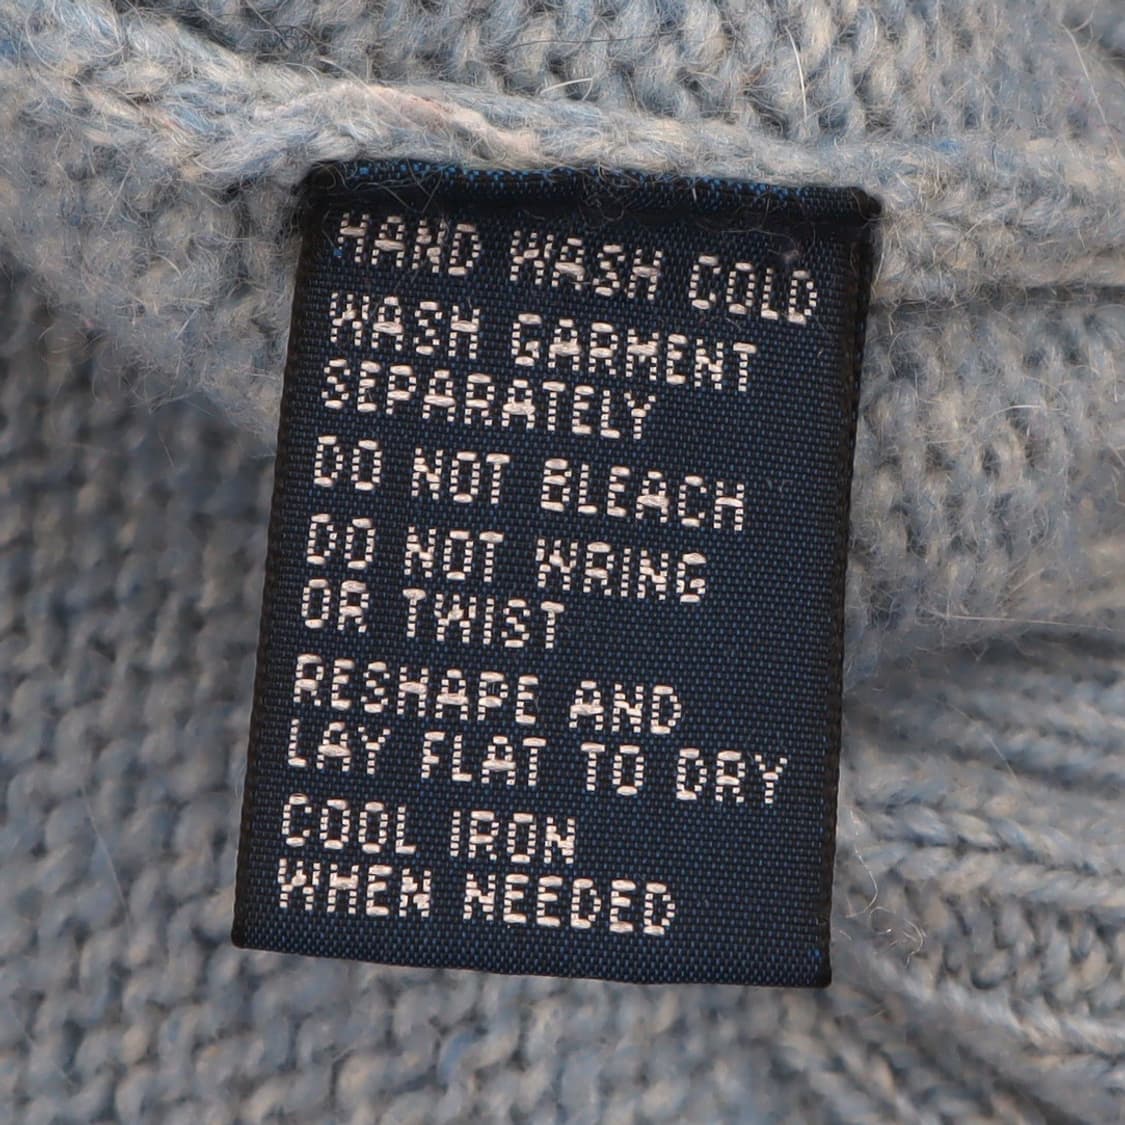 HAND WASH COLD
WASH GARMENT
SEPARATELY
DO NOT BLEACH
DO NOT WRING
OR TWIST
RESHAPE AND
LAY FLAT TO DRY
COOL IRON
WHEN NEEDED